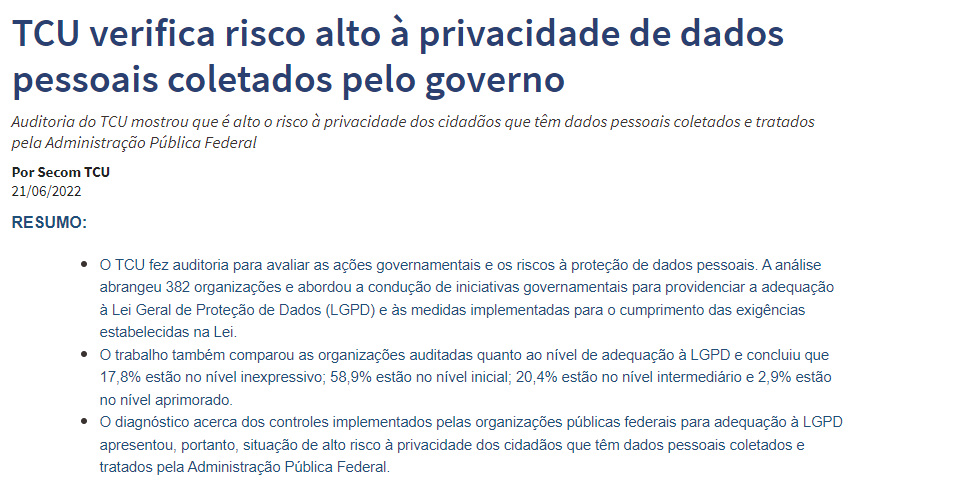 TCU verifica risco alto à privacidade de dados
pessoais coletados pelo governo
Auditoria do TCU mostrou que é alto o risco à privacidade dos cidadãos que têm dados pessoais coletados e tratados
pela Administração Pública Federal
Por Secom TCU
21/06/2022
RESUMO:
• O TCU fez auditoria para avaliar as ações governamentais e os riscos à proteção de dados pessoais. A análise
abrangeu 382 organizações e abordou a condução de iniciativas governamentais para providenciar a adequação
à Lei Geral de Proteção de Dados (LGPD) e às medidas implementadas para o cumprimento das exigências
estabelecidas na Lei.
• O trabalho também comparou as organizações auditadas quanto ao nível de adequação à LGPD e concluiu que
17,8% estão no nível inexpressivo; 58,9% estão no nível inicial; 20,4% estão no nível intermediário e 2,9% estão
no nível aprimorado.
• O diagnóstico acerca dos controles implementados pelas organizações públicas federais para adequação à LGPD
apresentou, portanto, situação de alto risco à privacidade dos cidadãos que têm dados pessoais coletados e
tratados pela Administração Pública Federal.